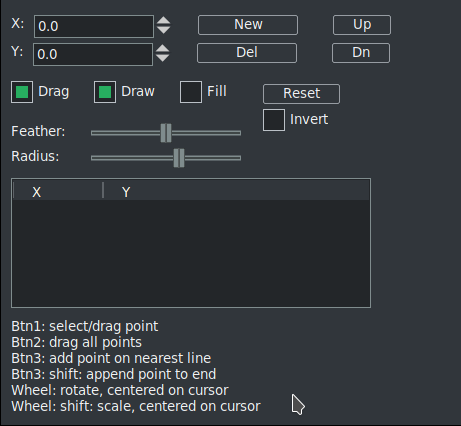 X: 0.0 New Up
Y: 0.0 Del Dn
Drag Draw Fill Reset
Invert
Feather:
Radius:
X Y
Btn1: select/drag point
Btn2: drag all points
Btn3: add point on nearest line
Btn3: shift: append point to end
Wheel: rotate, centered on cursor
Wheel: shift: scale, centered on cursor